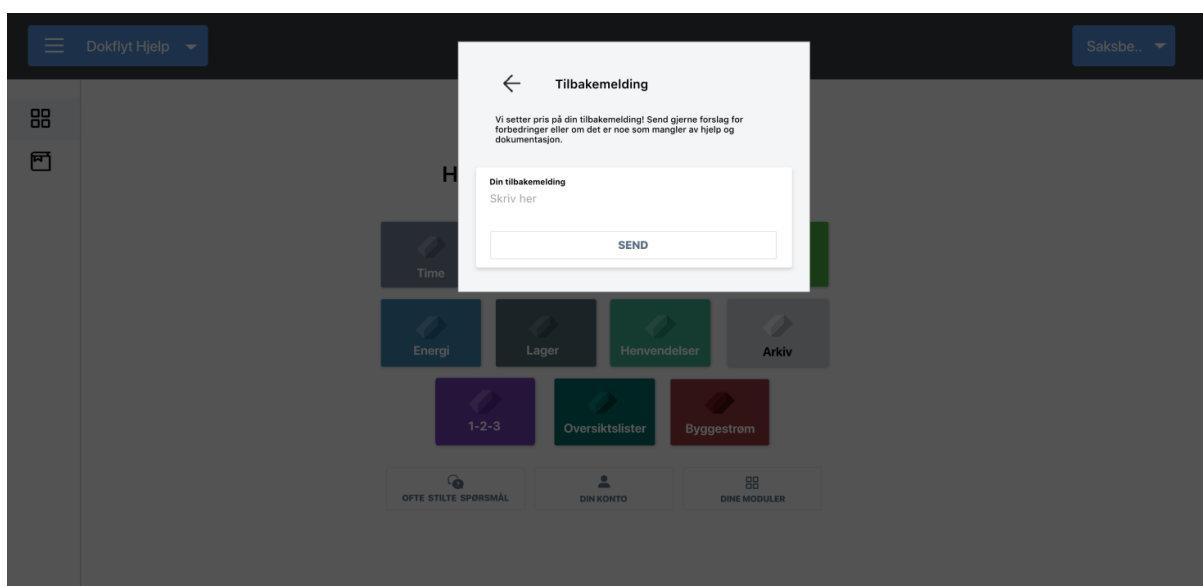 Dokflyt Hjelp
Saksbe..
Tilbakemelding
Vi setter pris på din tilbakemelding! Send gjerne forslag for
forbedringer eller om det er noe som mangler av hjelp og
dokumentasjon.
H
Din tilbakemelding
Skriv her
SEND
Time
Energi
Lager
Henvendelser
Arkiv
1-2-3
Oversiktslister
Byggestrøm
OFTE STILTE SPØRSMÅL
DIN KONTO
DINE MODULER